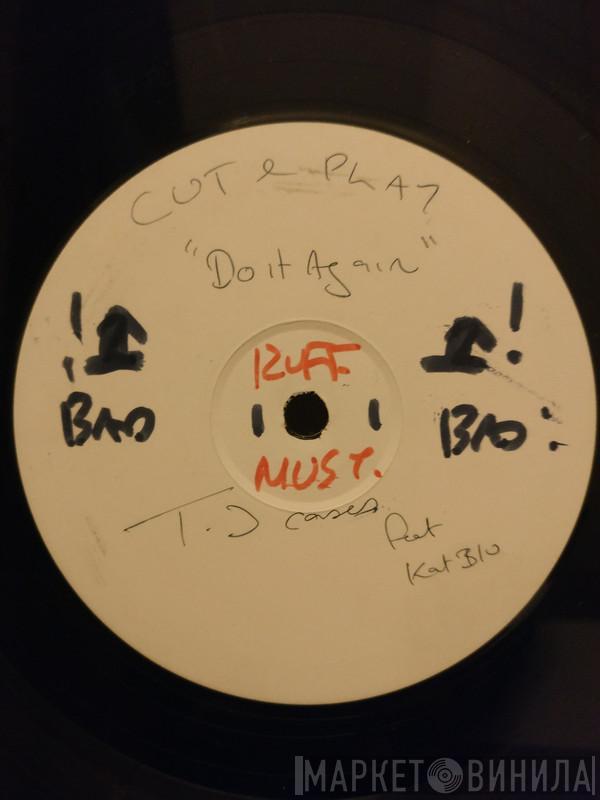 CUT & PLAY
"Do it Again"
! !
BAD BAD
RUFF.
MUST.
T.J cases
feat
Kat Blu
МАРКЕТ ВИНИЛА